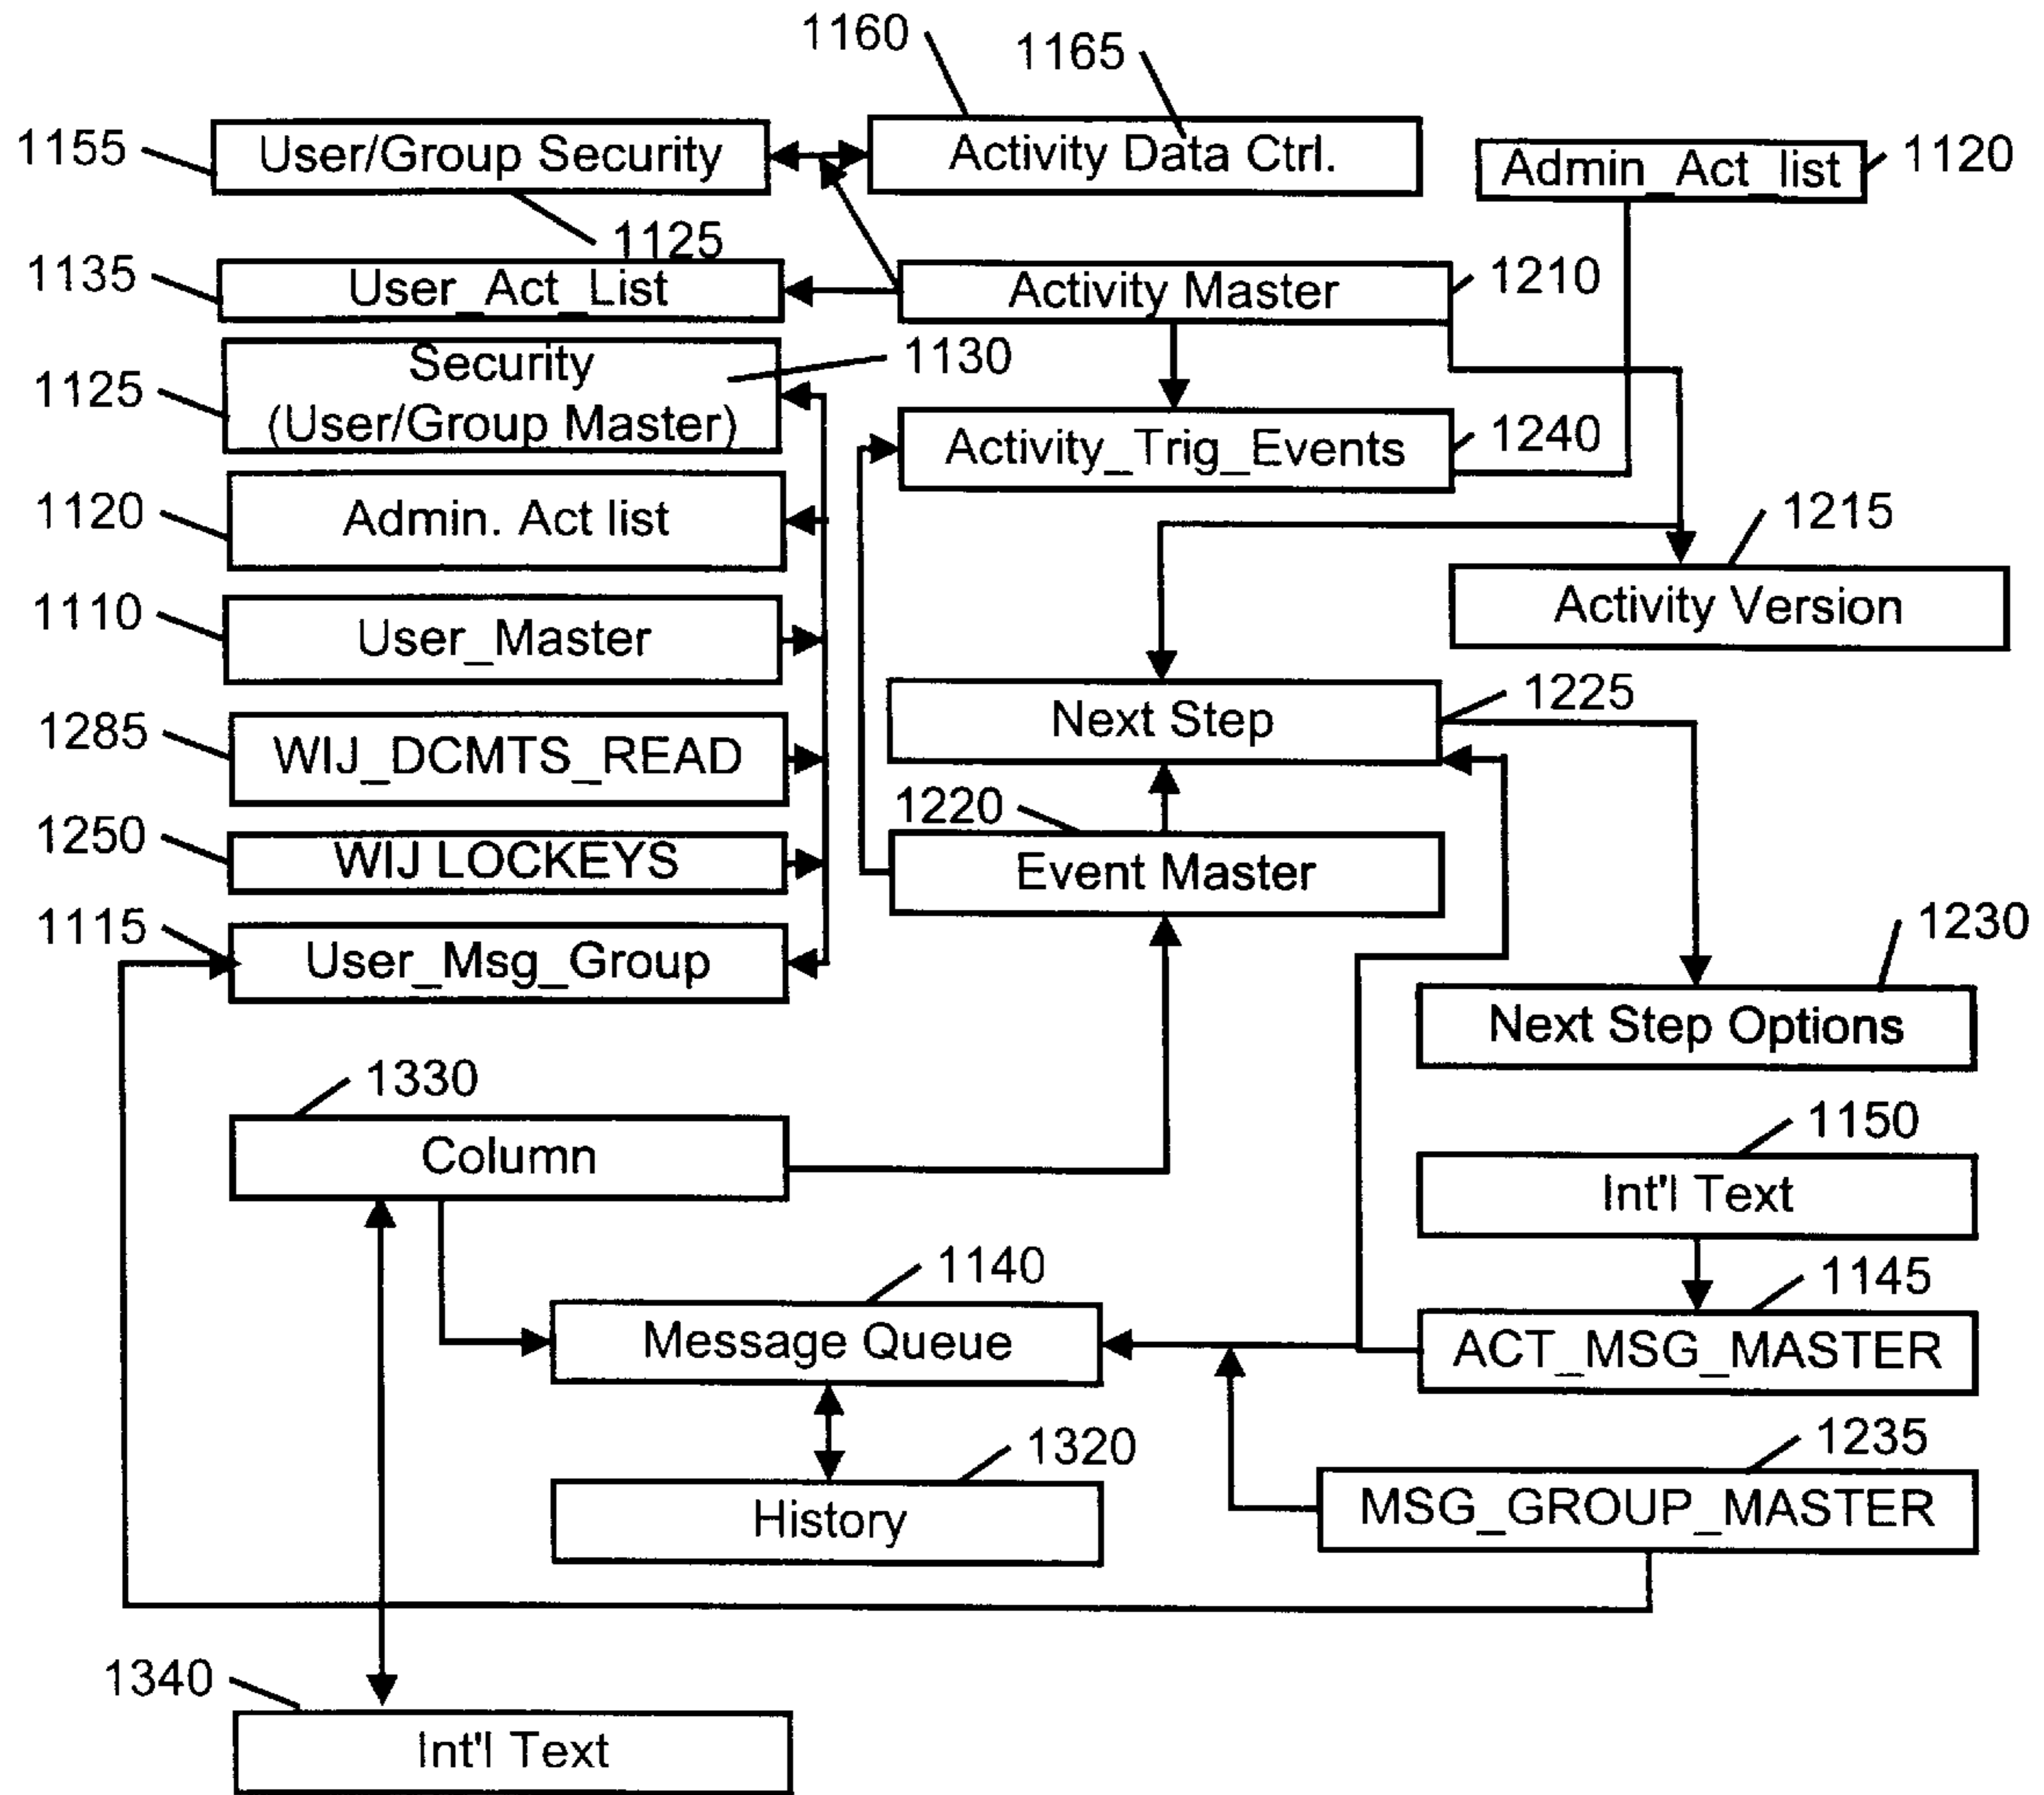 1160
1165
1155
User/Group Security
Activity Data Ctrl.
Admin_Act_list
1120
1125
1135
User_Act_List
Activity Master
1210
Security
(User/Group Master)
1130
1125
Activity_Trig_Events
1240
1120
Admin. Act list
1215
Activity Version
1110
User_Master
Next Step
1225
1285
WIJ_DCMTS_READ
1220
Event Master
1250
WIJ LOCKEYS
1115
User_Msg_Group
1230
Next Step Options
1330
Column
1150
Int'l Text
1140
Message Queue
1145
ACT_MSG_MASTER
1320
History
1235
MSG_GROUP_MASTER
1340
Int'l Text